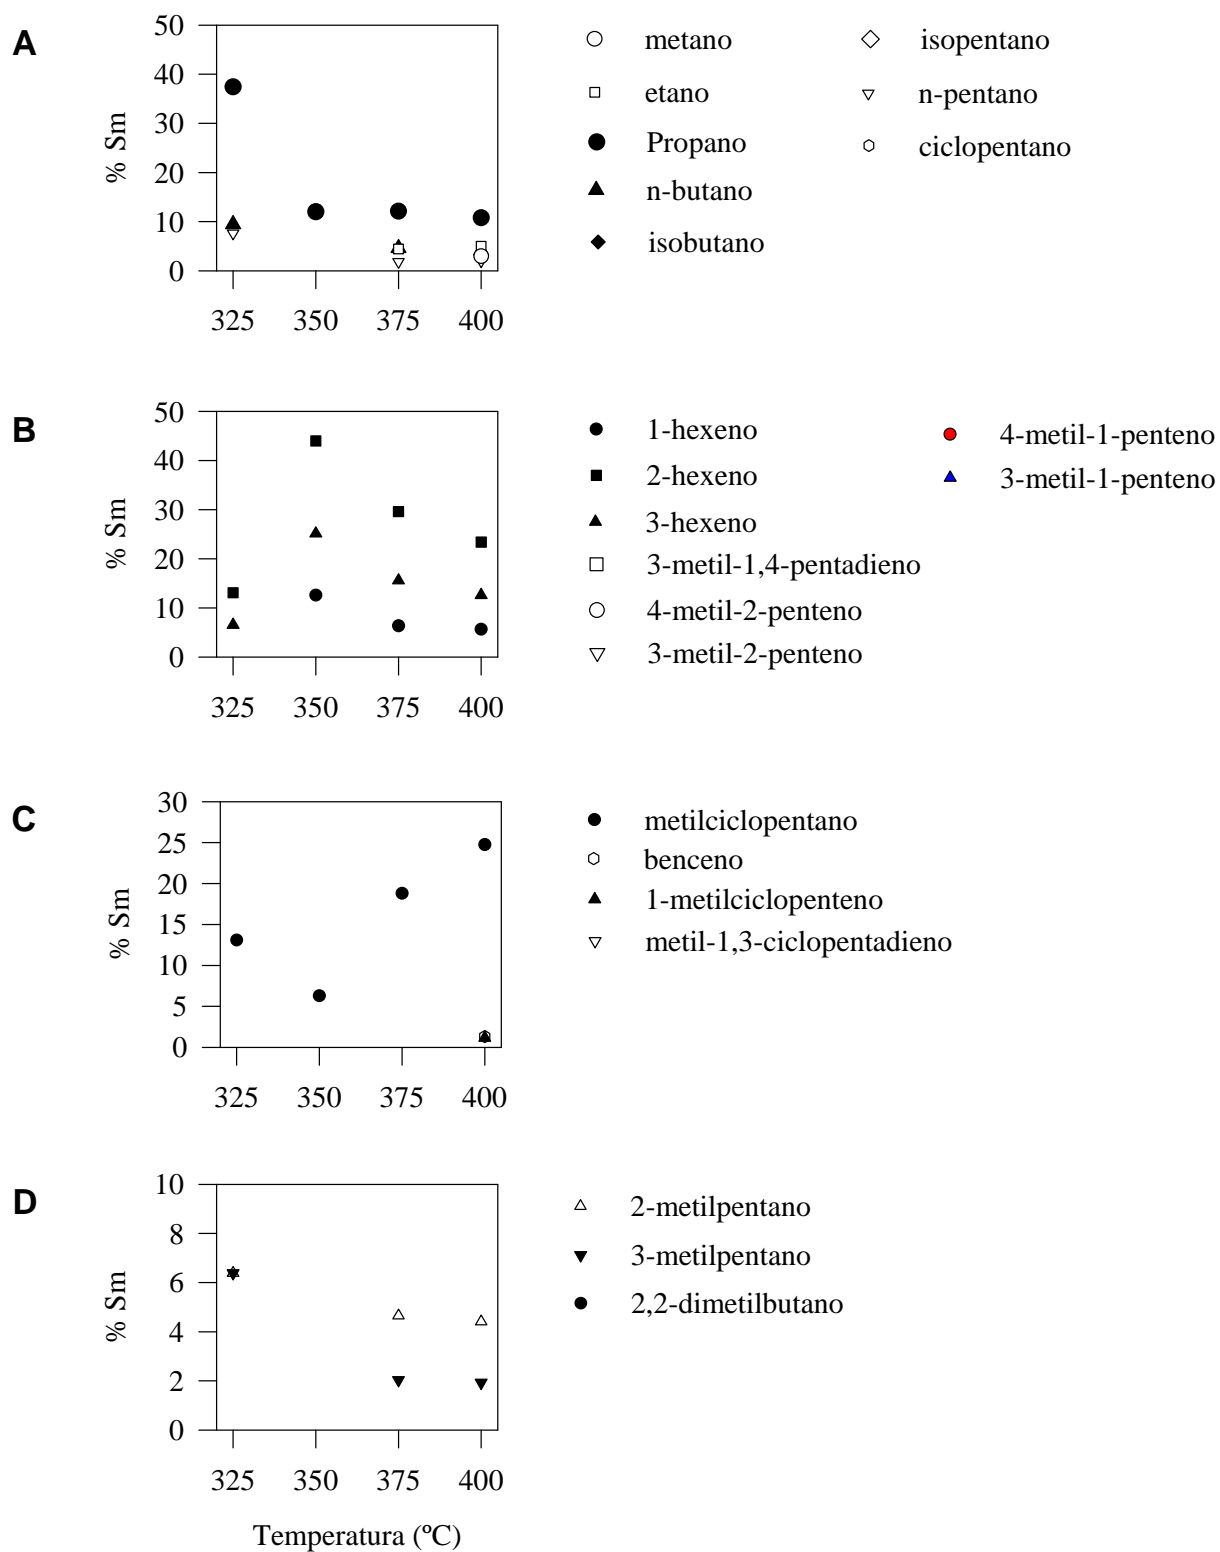 A
50
40
30
20
10
0
% Sm
325 350 375 400
metano
etano
Propano
n-butano
isobutano
isopentano
n-pentano
ciclopentano
B
50
40
30
20
10
0
% Sm
325 350 375 400
1-hexeno
2-hexeno
3-hexeno
3-metil-1,4-pentadieno
4-metil-2-penteno
3-metil-2-penteno
4-metil-1-penteno
3-metil-1-penteno
C
30
25
20
15
10
5
0
% Sm
325 350 375 400
metilciclopentano
benceno
1-metilciclopenteno
metil-1,3-ciclopentadieno
D
10
8
6
4
2
0
% Sm
325 350 375 400
Temperatura (ºC)
2-metilpentano
3-metilpentano
2,2-dimetilbutano